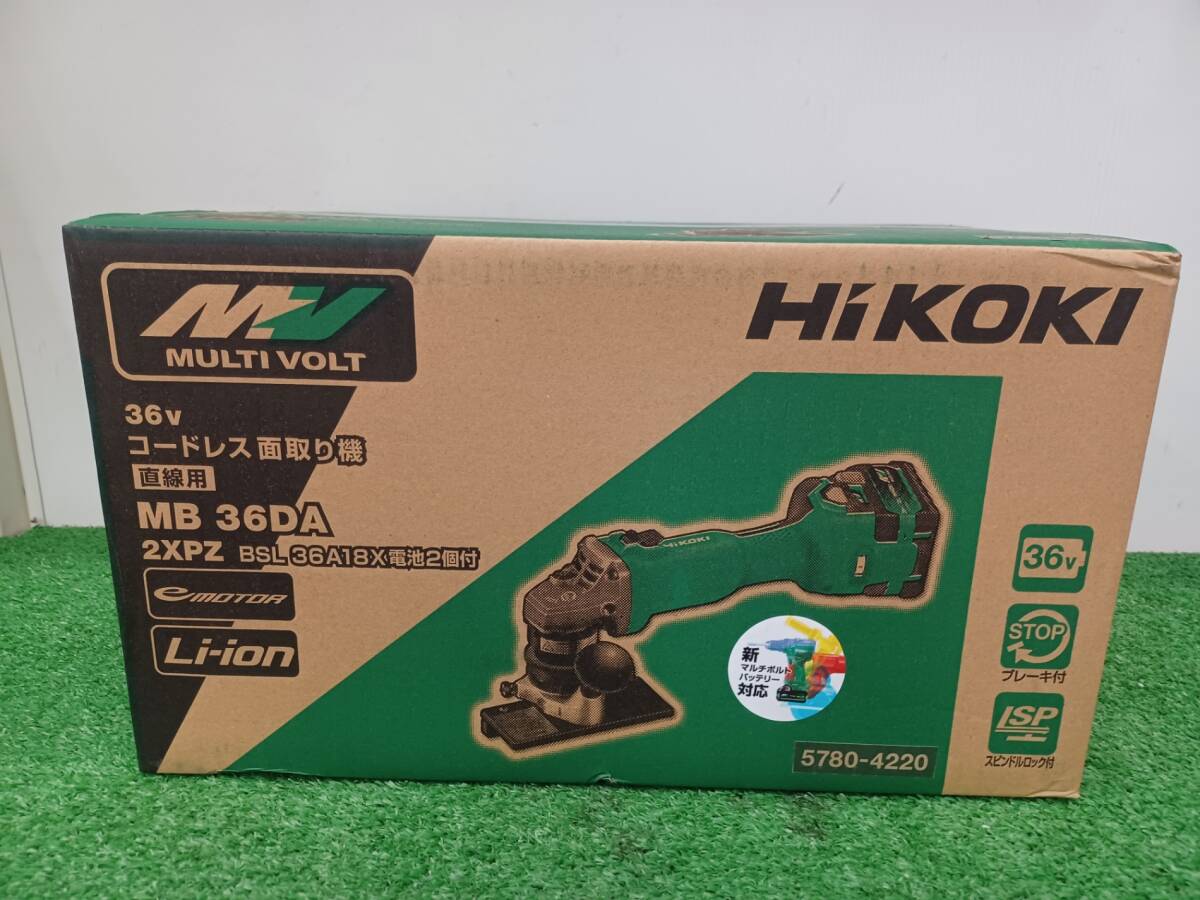 MV
MULTI VOLT
HiKOKI
36v
コードレス 面取り機
直線用
MB 36DA
2XPZ BSL 36A18X電池2個付
e MOTOR
Li-ion
HiKOKI
新
マルチボルト
バッテリー
対応
36v
STOP
ブレーキ付
LSP
スピンドルロック付
5780-4220